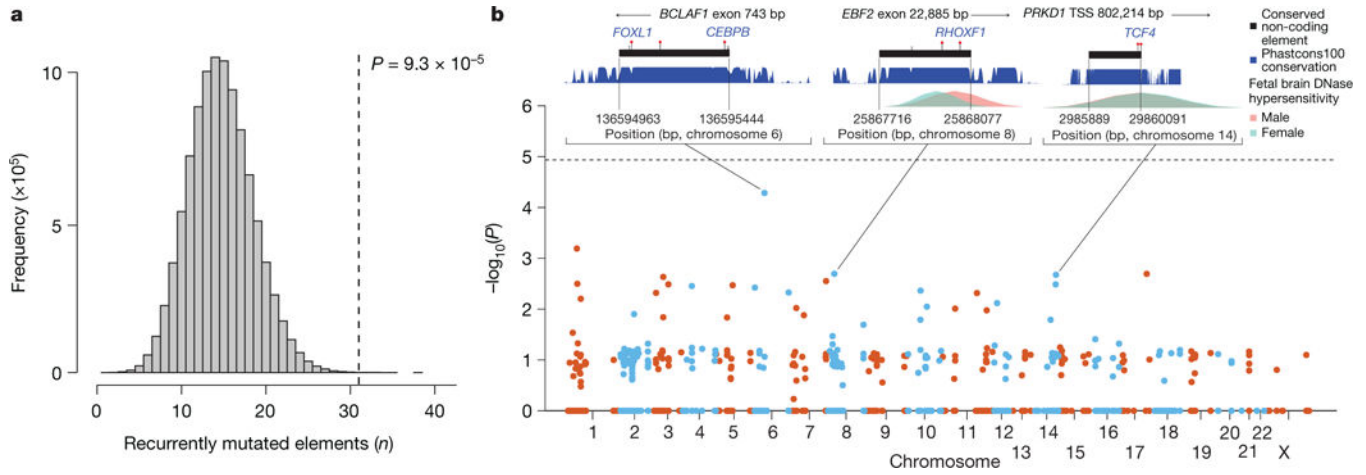 a
P = 9.3 × 10⁻⁵
Frequency (×10⁵)
10
5
0
0 10 20 30 40
Recurrently mutated elements (n)
b
BCLAF1 exon 743 bp
FOXL1 CEBPB
136594963 136595444
Position (bp, chromosome 6)
EBF2 exon 22,885 bp
RHOXF1
25867716 25868077
Position (bp, chromosome 8)
PRKD1 TSS 802,214 bp
TCF4
29859889 29860091
Position (bp, chromosome 14)
Conserved
non-coding
element
Phastcons100
conservation
Fetal brain DNase
hypersensitivity
Male
Female
−log₁₀(P)
6
5
4
3
2
1
0
1 2 3 4 5 6 7 8 9 10 11 12 13 14 15 16 17 18 19 20 21 22 X
Chromosome